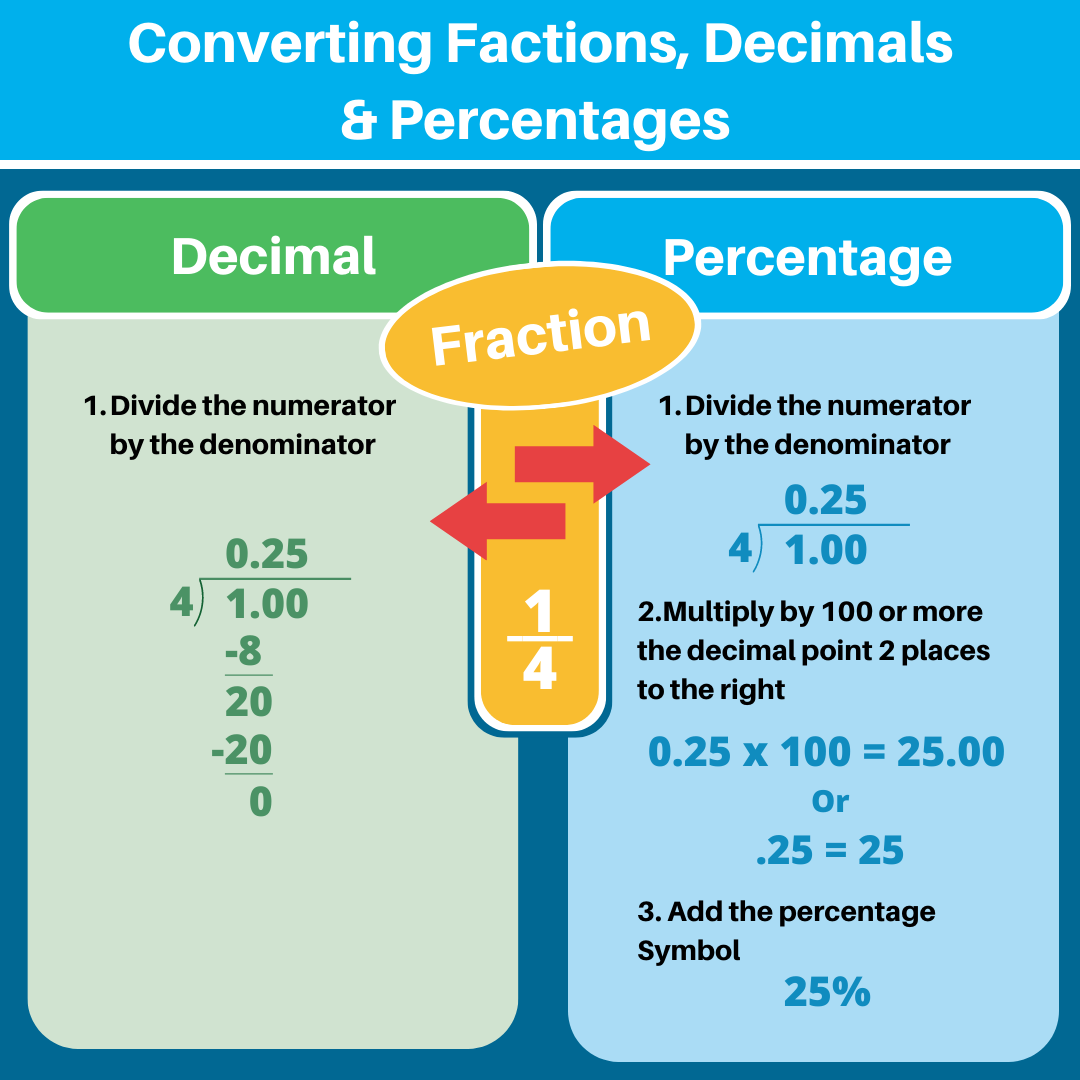 Converting Factions, Decimals
& Percentages
Decimal
Percentage
Fraction
1
4
1. Divide the numerator
by the denominator
0.25
4) 1.00
-8
20
-20
0
1. Divide the numerator
by the denominator
0.25
4) 1.00
2.Multiply by 100 or more
the decimal point 2 places
to the right
0.25 x 100 = 25.00
Or
.25 = 25
3. Add the percentage
Symbol
25%